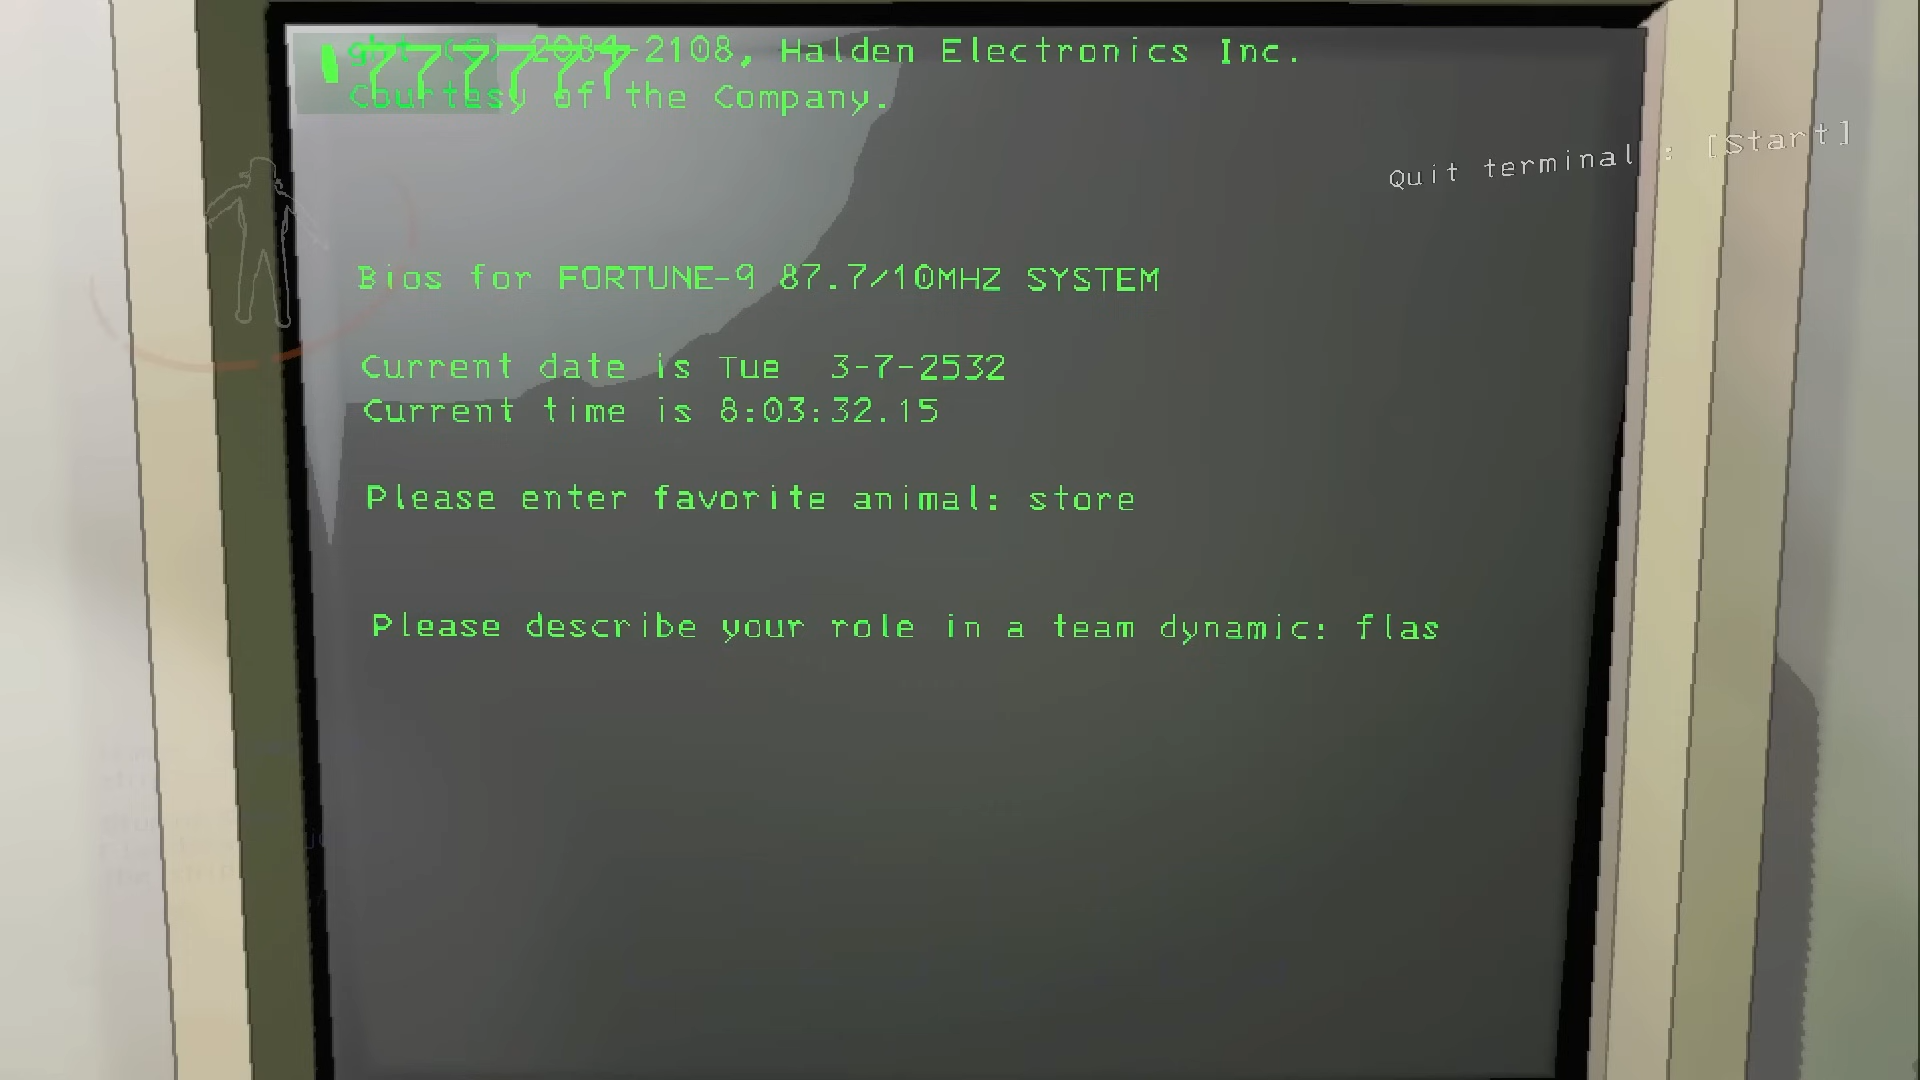 ght (C) 2084-2108, Halden Electronics Inc.
77777
Courtesy of the Company.
Quit terminal : [Start]
Bios for FORTUNE-9 87.7/10MHZ SYSTEM
Current date is Tue 3-7-2532
Current time is 8:03:32.15
Please enter favorite animal: store
Please describe your role in a team dynamic: flas